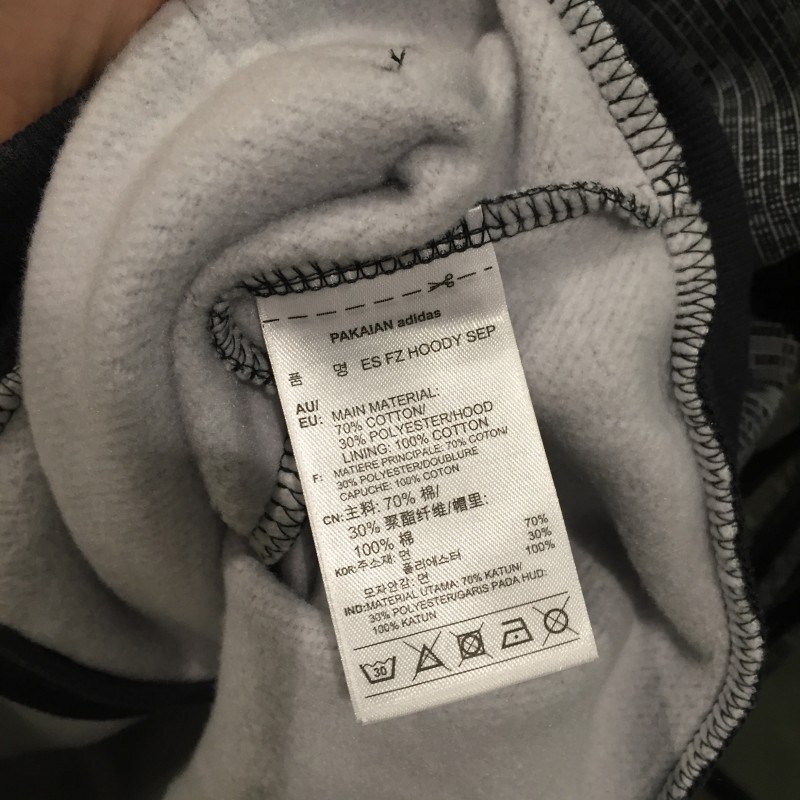 PAKAIAN adidas
품 명 ES FZ HOODY SEP
AU/
EU: MAIN MATERIAL:
70% COTTON/
30% POLYESTER/HOOD
LINING: 100% COTTON
F: MATIERE PRINCIPALE: 70% COTON/
30% POLYESTER/DOUBLURE
CAPUCHE: 100% COTON
CN: 主料: 70% 棉/
30% 聚酯纤维/帽里:
100% 棉
KOR: 주소재: 면 70%
폴리에스터 30%
모자안감: 면 100%
IND: MATERIAL UTAMA: 70% KATUN/
30% POLYESTER/GARIS PADA HUD:
100% KATUN
30